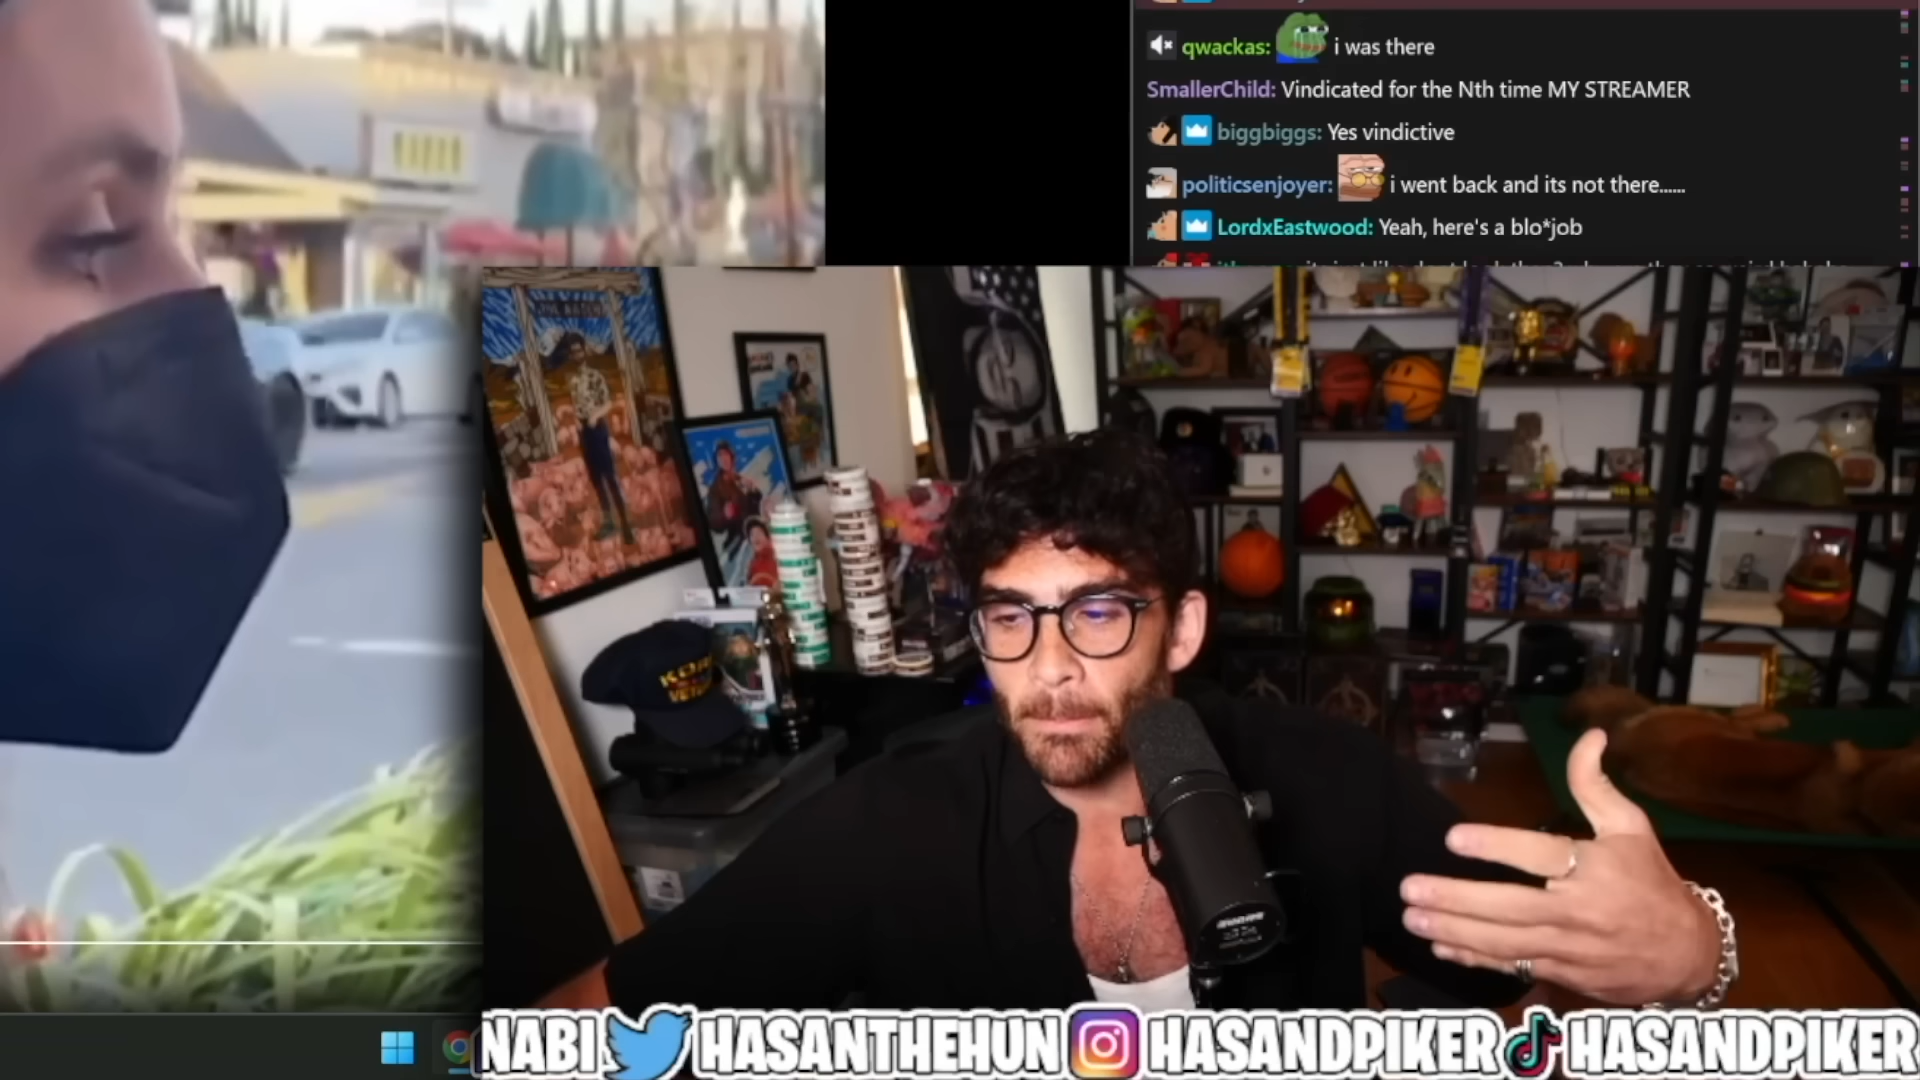 qwackas: i was there
SmallerChild: Vindicated for the Nth time MY STREAMER
biggbiggs: Yes vindictive
politicsenjoyer: i went back and its not there......
LordxEastwood: Yeah, here's a blo*job
NABI HASANTHEHUN HASANDPIKER HASANDPIKER